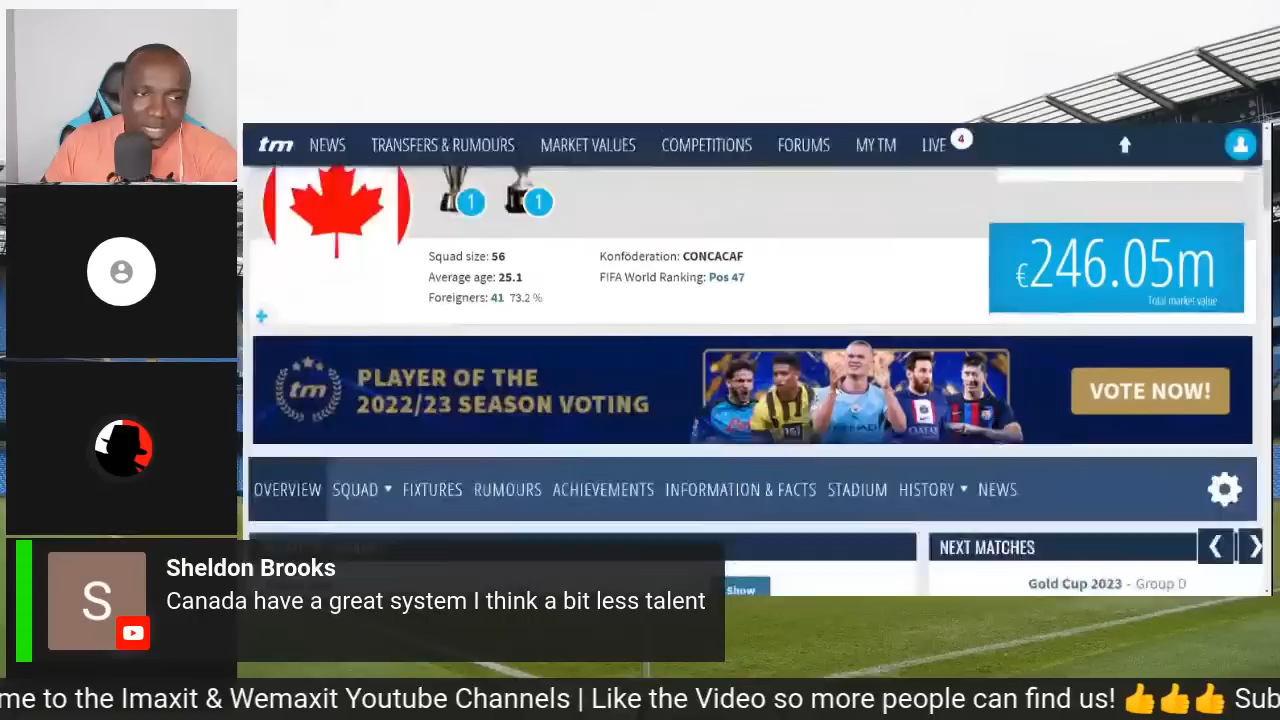 tm NEWS TRANSFERS & RUMOURS MARKET VALUES COMPETITIONS FORUMS MY TM LIVE 4
1 1
Squad size: 56
Average age: 25.1
Foreigners: 41 73.2 %
Konföderation: CONCACAF
FIFA World Ranking: Pos 47
€246.05m
Total market value
tm
PLAYER OF THE
2022/23 SEASON VOTING
VOTE NOW!
OVERVIEW SQUAD FIXTURES RUMOURS ACHIEVEMENTS INFORMATION & FACTS STADIUM HISTORY NEWS
NEXT MATCHES
Show
Gold Cup 2023 - Group D
S
Sheldon Brooks
Canada have a great system I think a bit less talent
me to the Imaxit & Wemaxit Youtube Channels | Like the Video so more people can find us! 👍👍👍 Sub